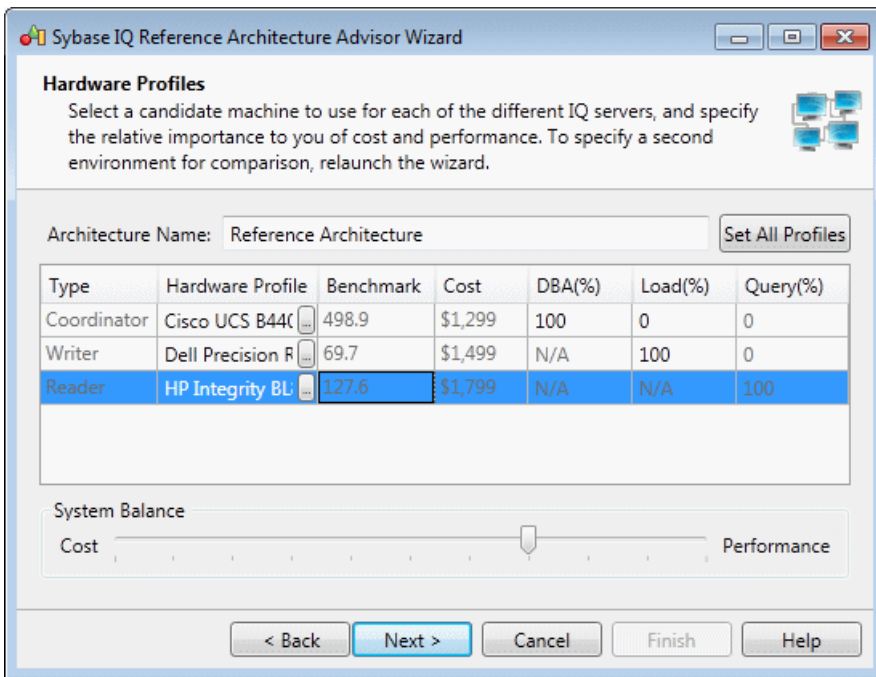 Sybase IQ Reference Architecture Advisor Wizard
Hardware Profiles
Select a candidate machine to use for each of the different IQ servers, and specify
the relative importance to you of cost and performance. To specify a second
environment for comparison, relaunch the wizard.
Architecture Name: Reference Architecture Set All Profiles
Type Hardware Profile Benchmark Cost DBA(%) Load(%) Query(%)
Coordinator Cisco UCS B44( ... 498.9 $1,299 100 0 0
Writer Dell Precision R ... 69.7 $1,499 N/A 100 0
Reader HP Integrity BL ... 127.6 $1,799 N/A N/A 100
System Balance
Cost Performance
< Back Next > Cancel Finish Help